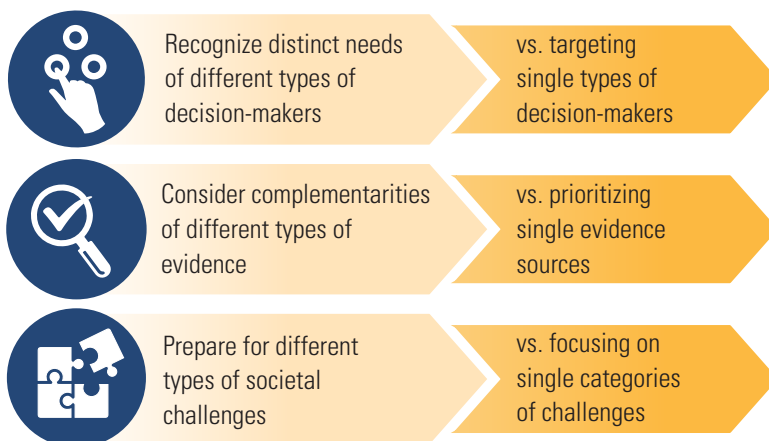 Recognize distinct needs
of different types of
decision-makers
vs. targeting
single types of
decision-makers
Consider complementarities
of different types of
evidence
vs. prioritizing
single evidence
sources
Prepare for different
types of societal
challenges
vs. focusing on
single categories
of challenges